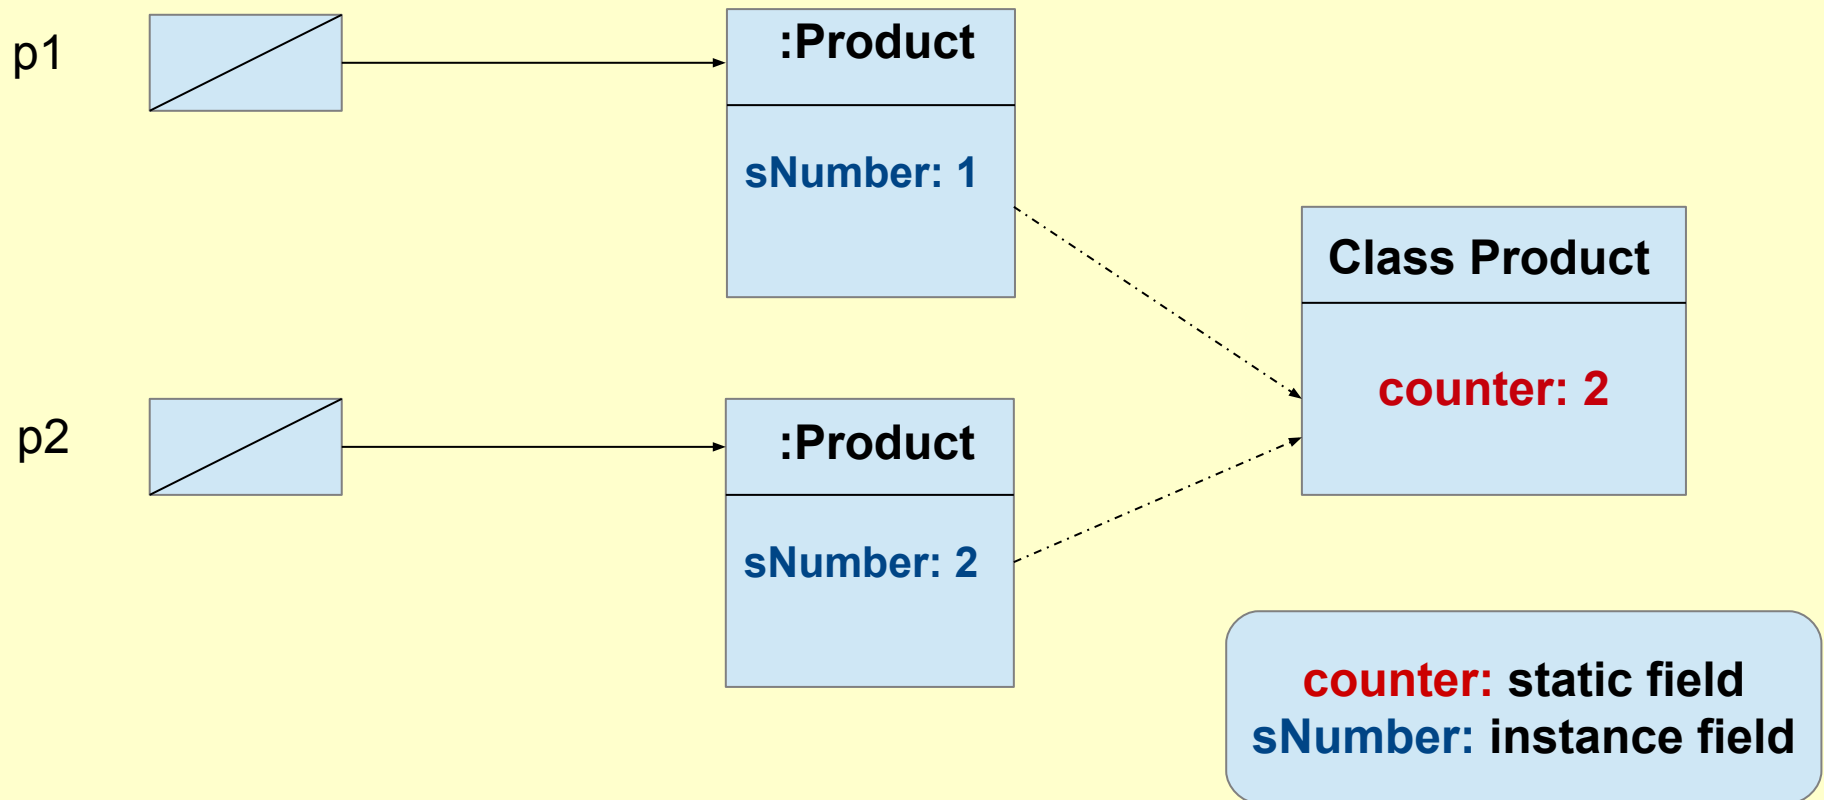 p1
:Product
sNumber: 1
Class Product
counter: 2
p2
:Product
sNumber: 2
counter: static field
sNumber: instance field